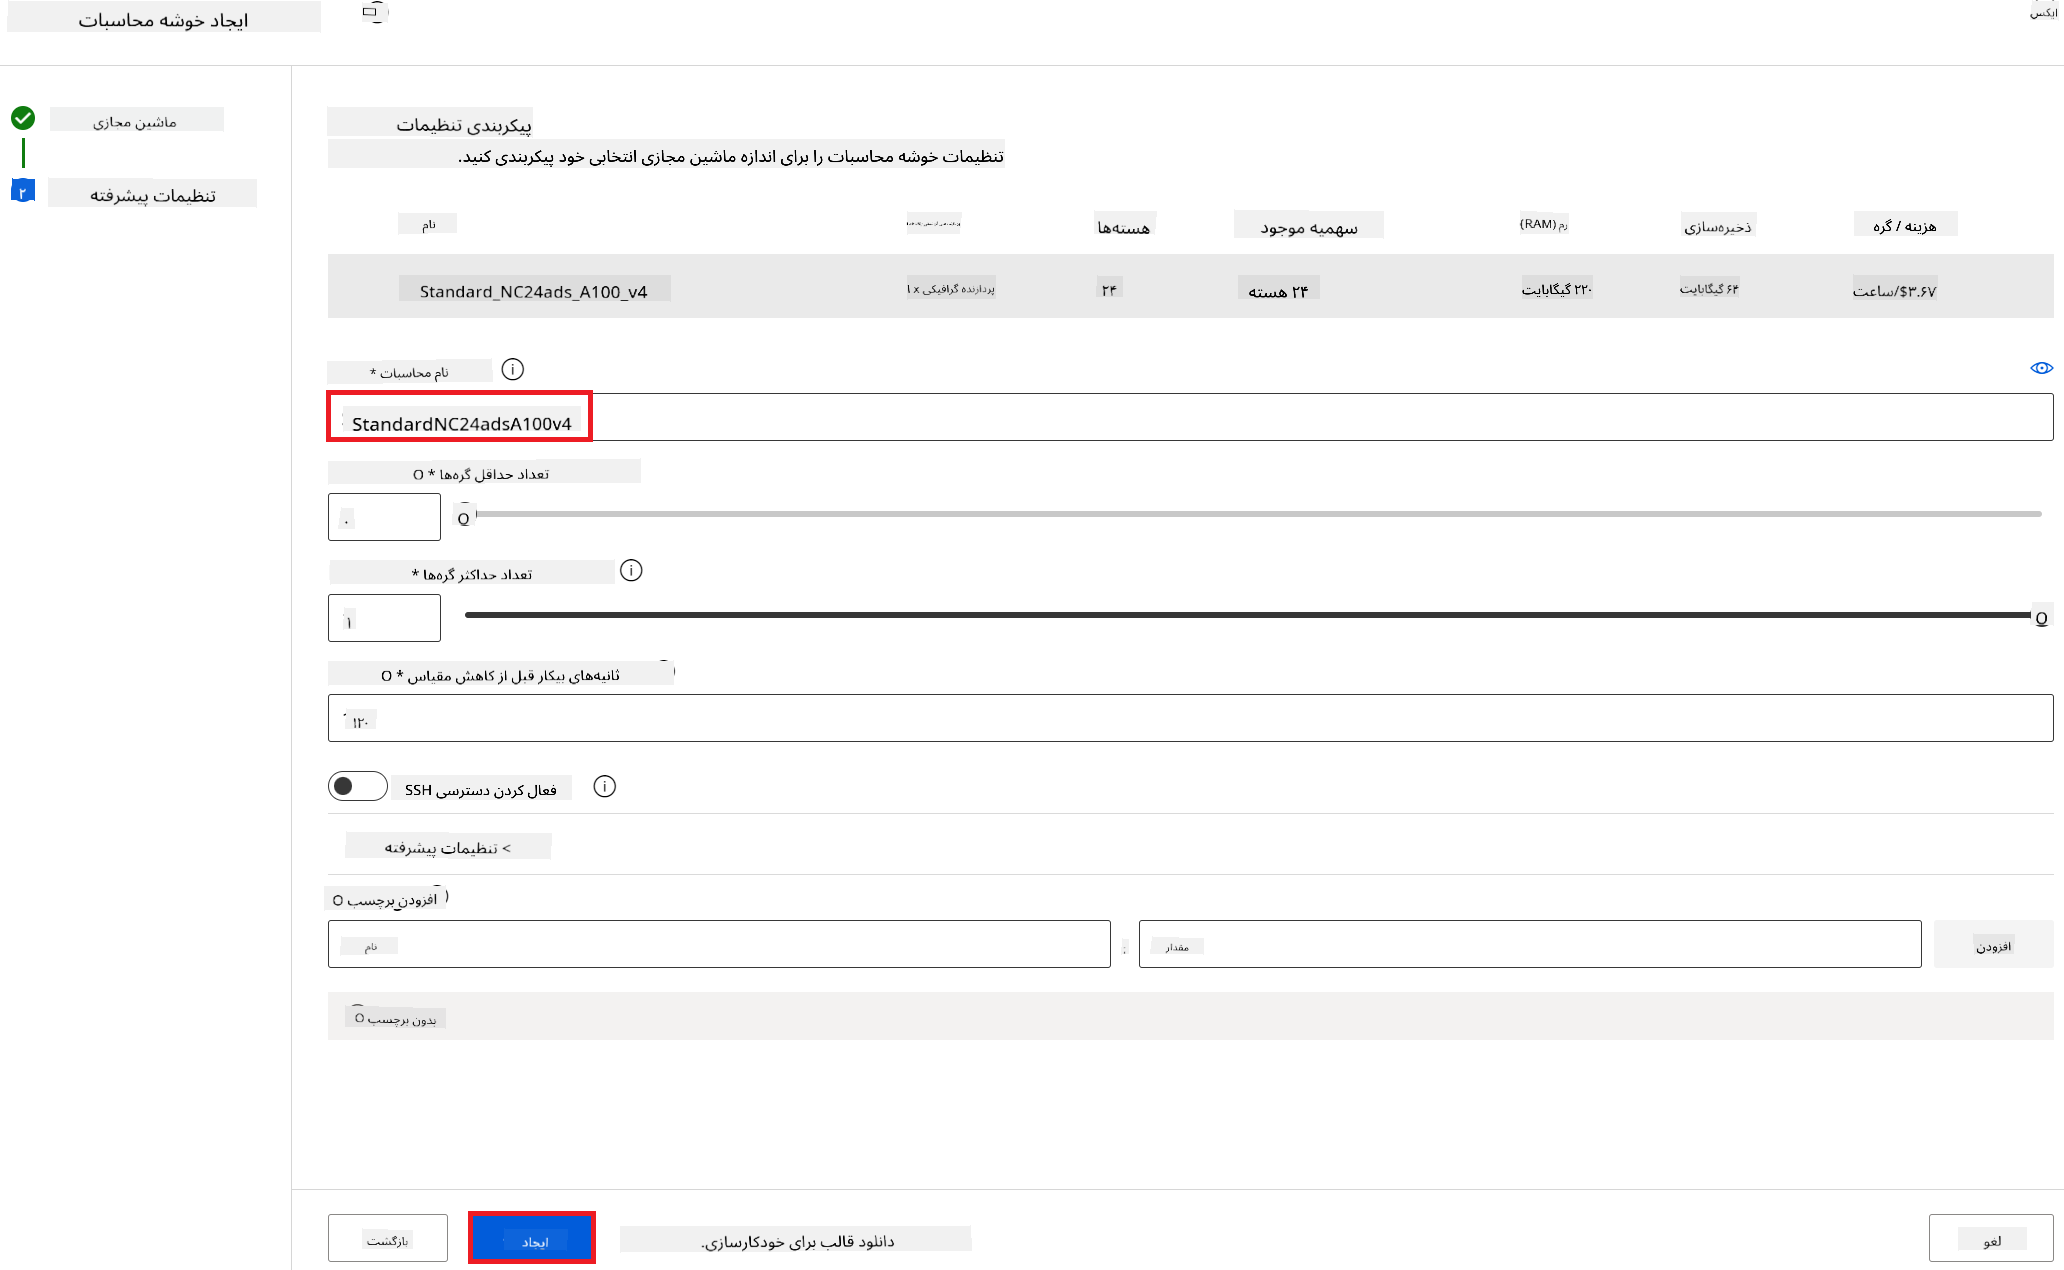 ایجاد خوشه محاسبات
ایکس
ماشین مجازی
۲ تنظیمات پیشرفته
پیکربندی تنظیمات
تنظیمات خوشه محاسبات را برای اندازه ماشین مجازی انتخابی خود پیکربندی کنید.
نام
هسته‌ها
سهمیه موجود
رم (RAM)
ذخیره‌سازی
هزینه / گره
Standard_NC24ads_A100_v4
پردازنده گرافیکی x ۱
۲۴
۲۴ هسته
۲۲۰ گیگابایت
۶۴ گیگابایت
$۳.۶۷/ساعت
نام محاسبات *
StandardNC24adsA100v4
تعداد حداقل گره‌ها * O
۰
تعداد حداکثر گره‌ها *
۱
ثانیه‌های بیکار قبل از کاهش مقیاس * O
۱۲۰
فعال کردن دسترسی SSH
> تنظیمات پیشرفته
افزودن برچسب O
نام
:
مقدار
افزودن
بدون برچسب O
بازگشت
ایجاد
دانلود قالب برای خودکارسازی.
لغو